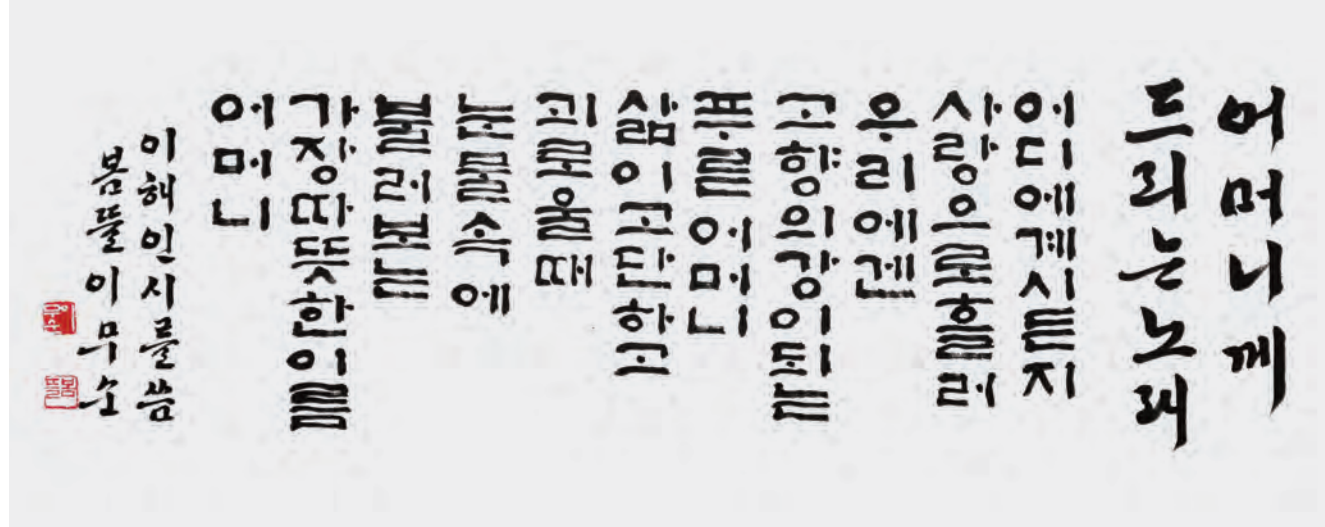 어머니께
드리는노래
어디에계시든지
사랑으로흘러
우리에겐
고향의강이되는
푸른어머니
삶이고단하고
괴로울때
눈물속에
불러보는
가장따뜻한이름
어머니
이해인시를씀
봄뜰이무순